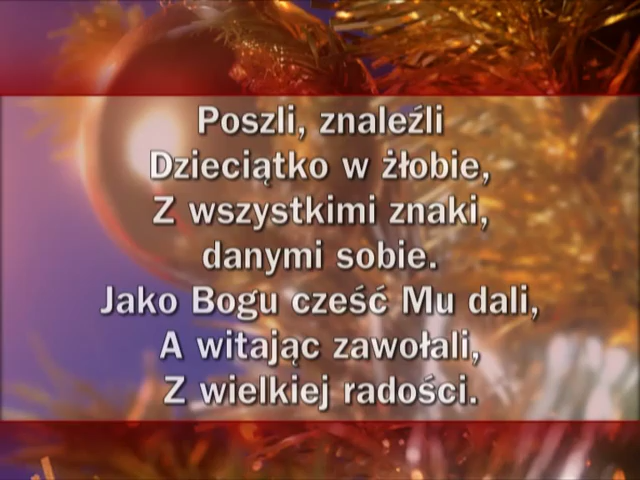 Poszli, znaleźli
Dzieciątko w żłobie,
Z wszystkimi znaki,
danymi sobie.
Jako Bogu cześć Mu dali,
A witając zawołali,
Z wielkiej radości.